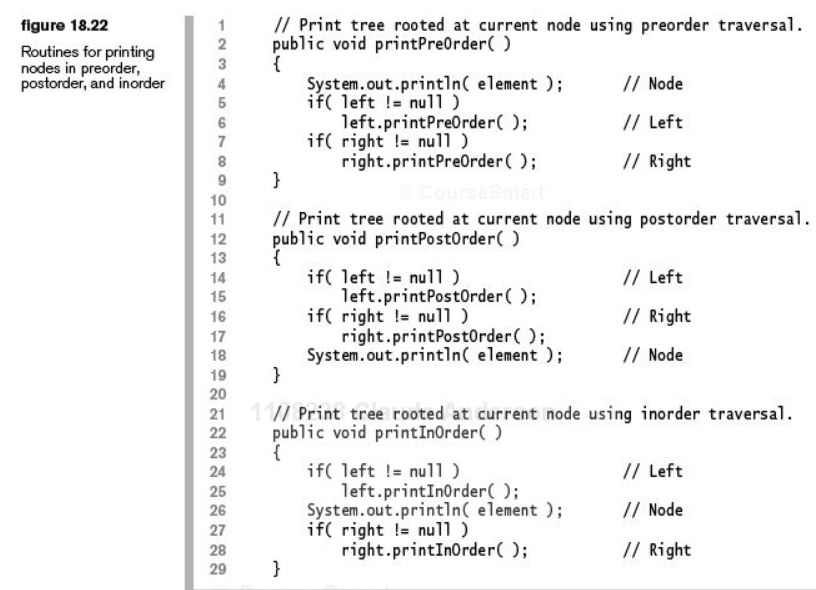 figure 18.22
Routines for printing
nodes in preorder,
postorder, and inorder
1 // Print tree rooted at current node using preorder traversal.
2 public void printPreOrder( )
3 {
4 System.out.println( element ); // Node
5 if( left != null )
6 left.printPreOrder( ); // Left
7 if( right != null )
8 right.printPreOrder( ); // Right
9 }
© CourseSmart
10
11 // Print tree rooted at current node using postorder traversal.
12 public void printPostOrder( )
13 {
14 if( left != null ) // Left
15 left.printPostOrder( );
16 if( right != null ) // Right
17 right.printPostOrder( );
18 System.out.println( element ); // Node
19 }
20
21 // Print tree rooted at current node using inorder traversal.
22 public void printInOrder( )
23 {
24 if( left != null ) // Left
25 left.printInOrder( );
26 System.out.println( element ); // Node
27 if( right != null )
28 right.printInOrder( ); // Right
29 }